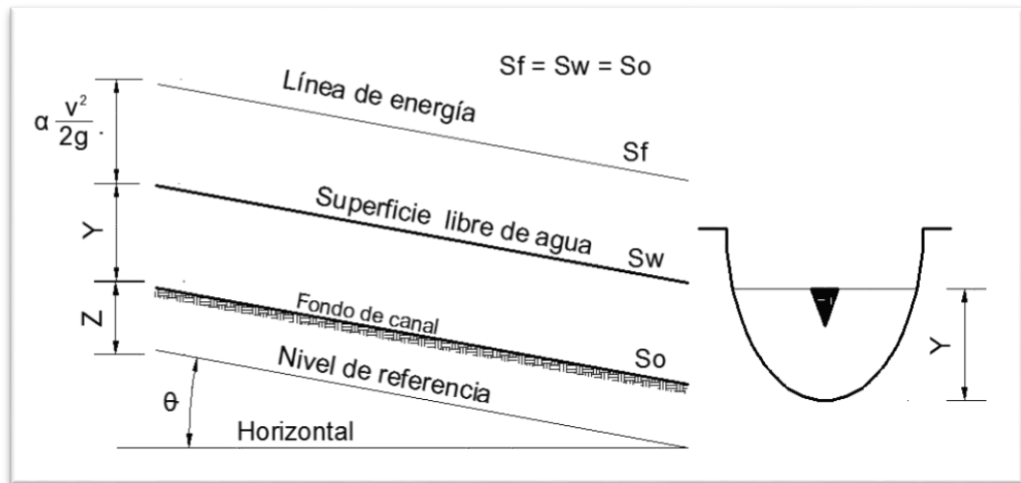 Sf = Sw = So
Línea de energía
α v²
2g .
Sf
Superficie libre de agua
Sw
Y
Fondo de canal
So
Z
Nivel de referencia
θ
Horizontal
Y